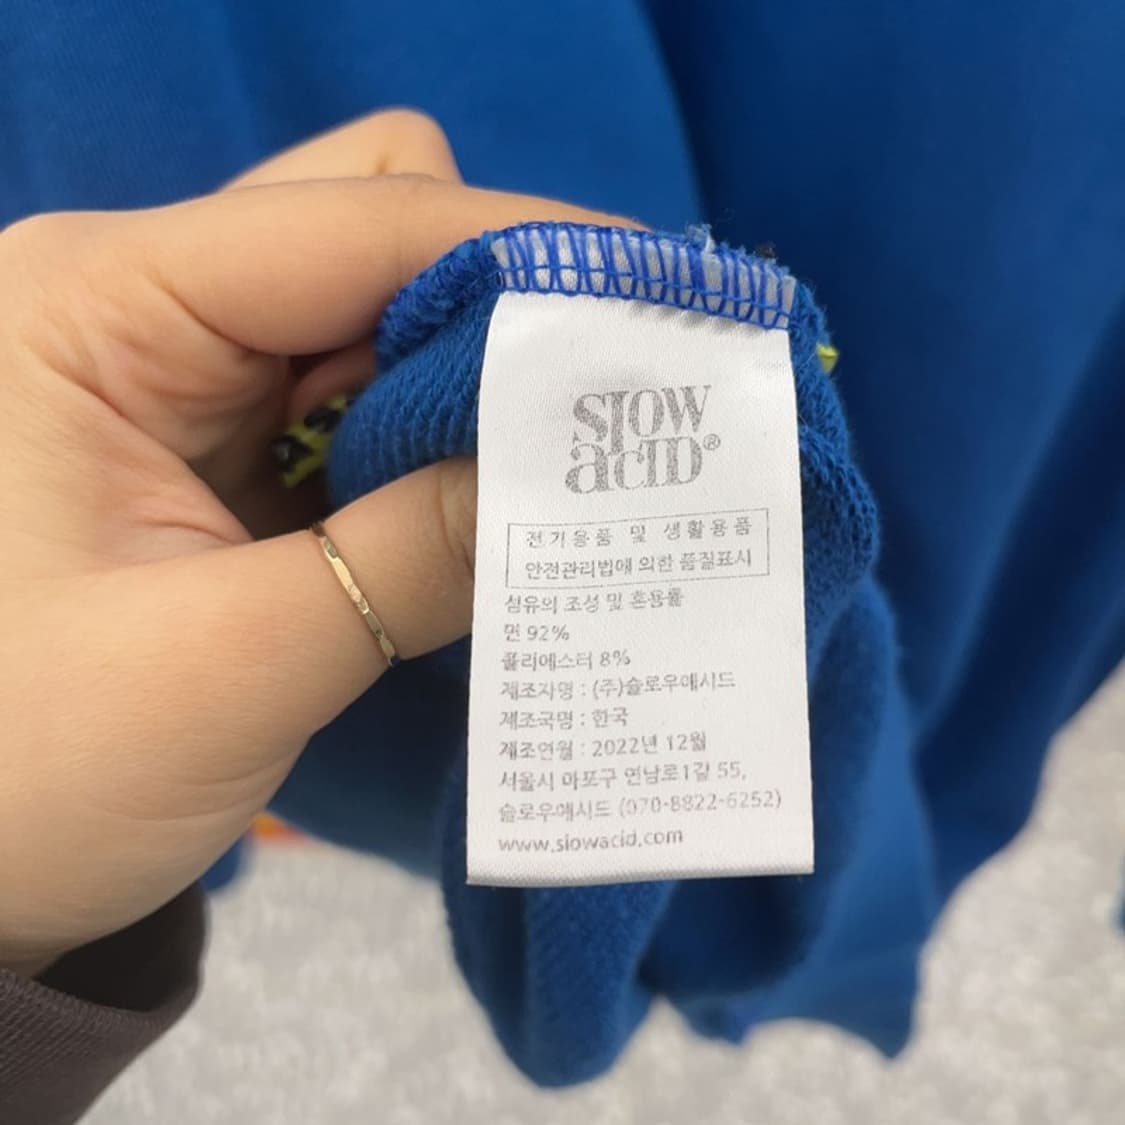 slow
acid®
전기용품 및 생활용품
안전관리법에 의한 품질표시
섬유의 조성 및 혼용률
면 92%
폴리에스터 8%
제조자명 : (주)슬로우애시드
제조국명 : 한국
제조연월 : 2022년 12월
서울시 마포구 연남로1길 55,
슬로우애시드 (070-8822-6252)
www.slowacid.com